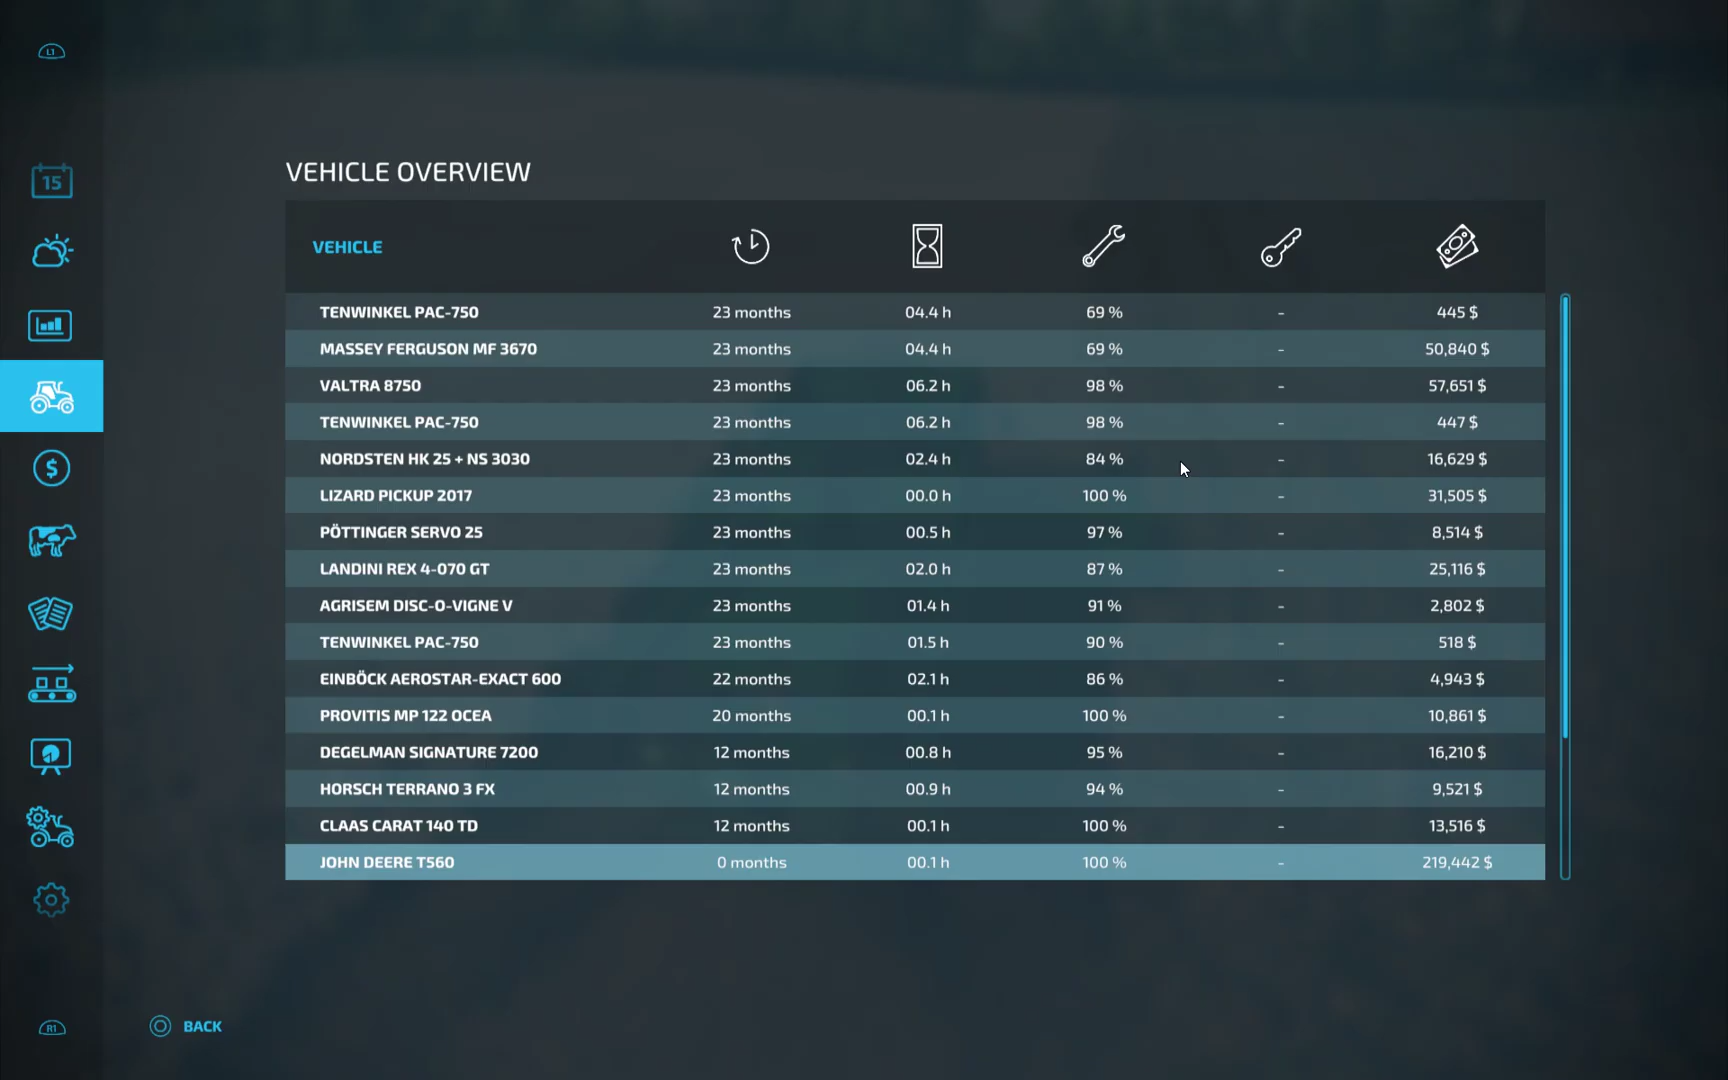 L1
15
VEHICLE OVERVIEW
VEHICLE
TENWINKEL PAC-750 23 months 04.4 h 69 % - 445 $
MASSEY FERGUSON MF 3670 23 months 04.4 h 69 % - 50,840 $
VALTRA 8750 23 months 06.2 h 98 % - 57,651 $
TENWINKEL PAC-750 23 months 06.2 h 98 % - 447 $
NORDSTEN HK 25 + NS 3030 23 months 02.4 h 84 % - 16,629 $
LIZARD PICKUP 2017 23 months 00.0 h 100 % - 31,505 $
PÖTTINGER SERVO 25 23 months 00.5 h 97 % - 8,514 $
LANDINI REX 4-070 GT 23 months 02.0 h 87 % - 25,116 $
AGRISEM DISC-O-VIGNE V 23 months 01.4 h 91 % - 2,802 $
TENWINKEL PAC-750 23 months 01.5 h 90 % - 518 $
EINBÖCK AEROSTAR-EXACT 600 22 months 02.1 h 86 % - 4,943 $
PROVITIS MP 122 OCEA 20 months 00.1 h 100 % - 10,861 $
DEGELMAN SIGNATURE 7200 12 months 00.8 h 95 % - 16,210 $
HORSCH TERRANO 3 FX 12 months 00.9 h 94 % - 9,521 $
CLAAS CARAT 140 TD 12 months 00.1 h 100 % - 13,516 $
JOHN DEERE T560 0 months 00.1 h 100 % - 219,442 $
R1
BACK